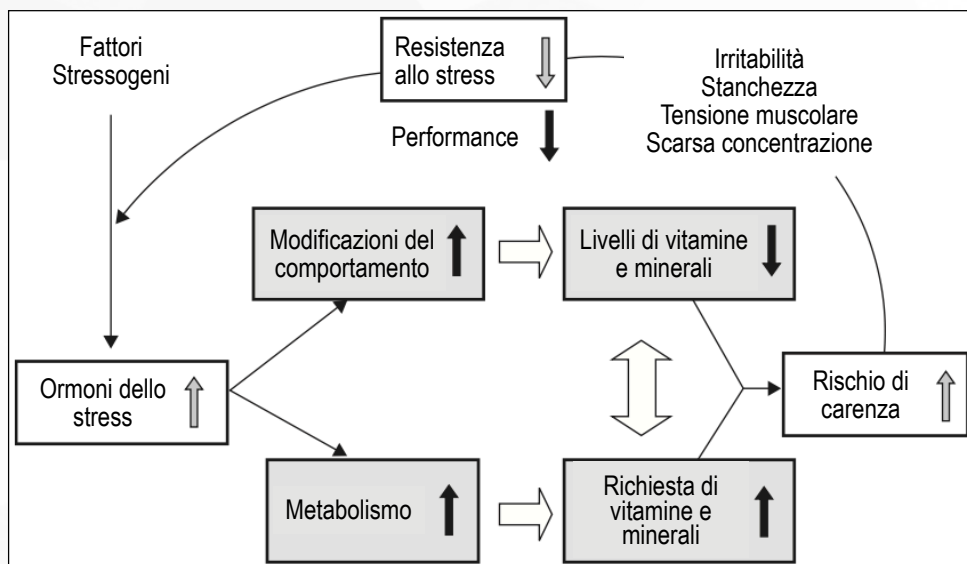 Fattori
Stressogeni
Resistenza
allo stress
Performance
Irritabilità
Stanchezza
Tensione muscolare
Scarsa concentrazione
Modificazioni del
comportamento
Livelli di vitamine
e minerali
Ormoni dello
stress
Rischio di
carenza
Metabolismo
Richiesta di
vitamine e
minerali